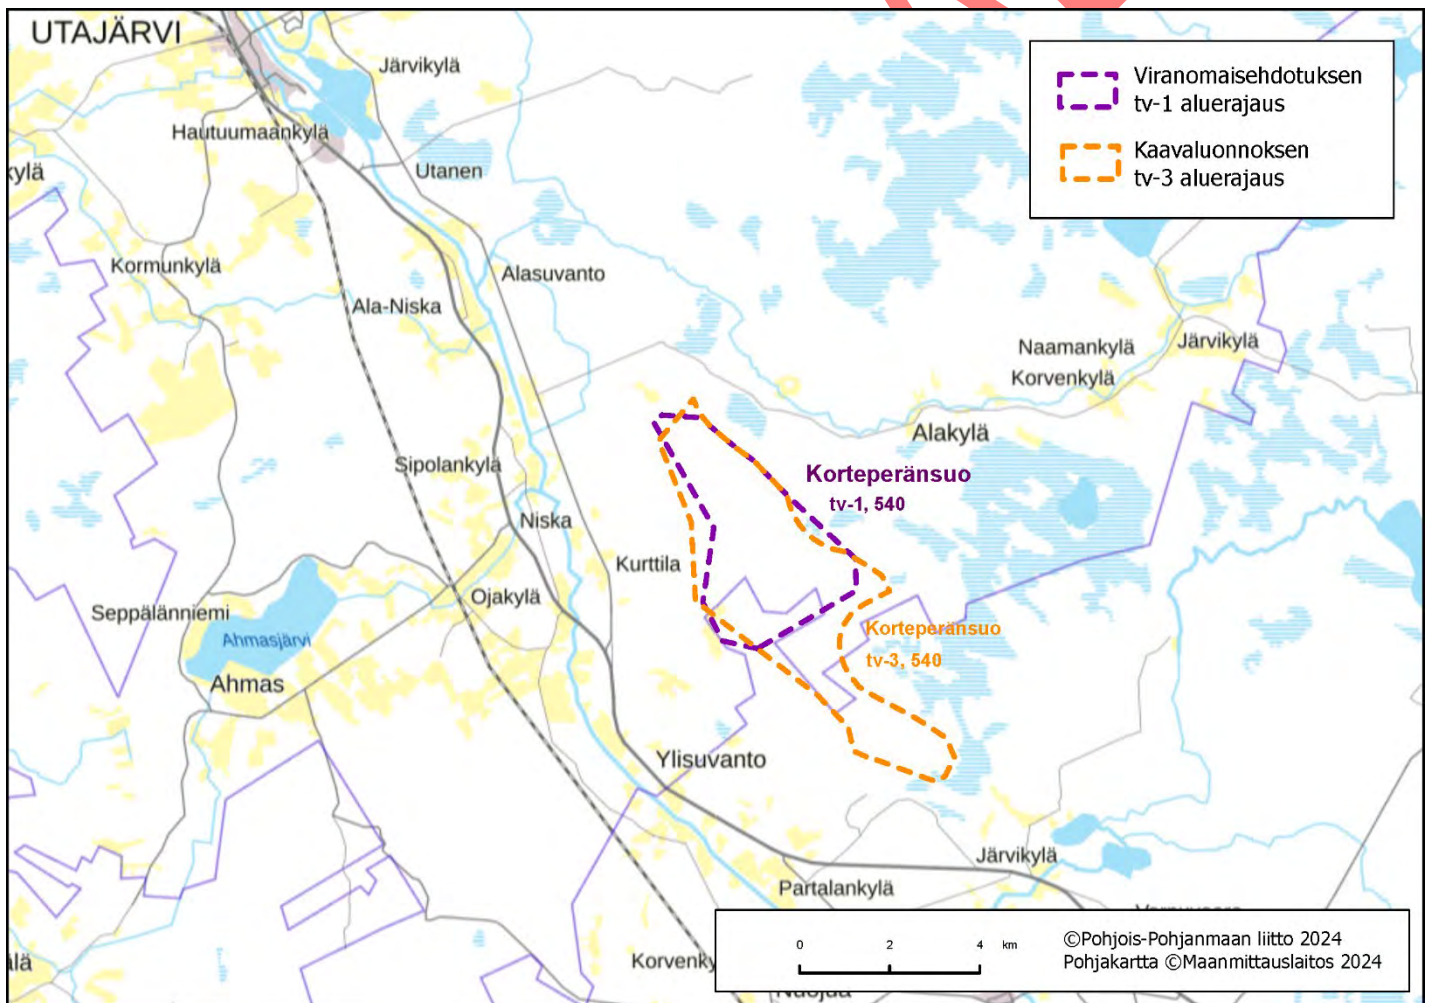 UTAJÄRVI
Järvikylä
Viranomaisehdotuksen
tv-1 aluerajaus
Kaavaluonnoksen
tv-3 aluerajaus
Hautuumaankylä
kylä
Utanen
Kormunkylä
Alasuvanto
Ala-Niska
Naamankylä
Järvikylä
Korvenkylä
Alakylä
Sipolankylä
Korteperänsuo
tv-1, 540
Niska
Kurttila
Seppälänniemi
Ojakylä
Ahmasjärvi
Korteperänsuo
tv-3, 540
Ahmas
Ylisuvanto
Järvikylä
Partalankylä
Korvenky
0 2 4 km
©Pohjois-Pohjanmaan liitto 2024
Pohjakartta ©Maanmittauslaitos 2024